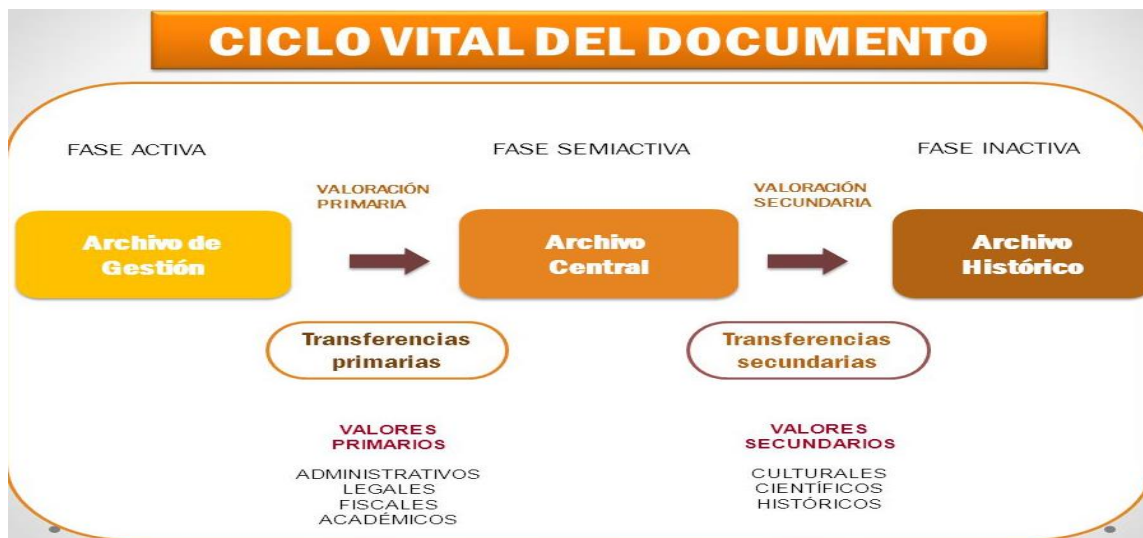 CICLO VITAL DEL DOCUMENTO
FASE ACTIVA
FASE SEMIACTIVA
FASE INACTIVA
VALORACIÓN
PRIMARIA
VALORACIÓN
SECUNDARIA
Archivo de
Gestión
Archivo
Central
Archivo
Histórico
Transferencias
primarias
Transferencias
secundarias
VALORES
PRIMARIOS
ADMINISTRATIVOS
LEGALES
FISCALES
ACADÉMICOS
VALORES
SECUNDARIOS
CULTURALES
CIENTÍFICOS
HISTÓRICOS